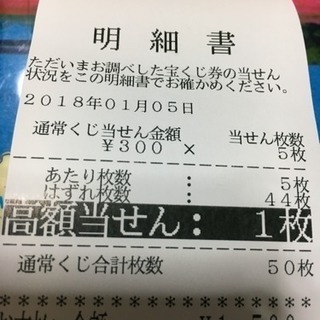 明細書
ただいまお調べした宝くじ券の当せん
状況をこの明細書でお確かめください。
2018年01月05日
通常くじ当せん金額 当せん枚数
¥300 × 5枚
あたり枚数 : 5枚
はずれ枚数 : 44枚
高額当せん: 1枚
通常くじ合計枚数 50枚
******************